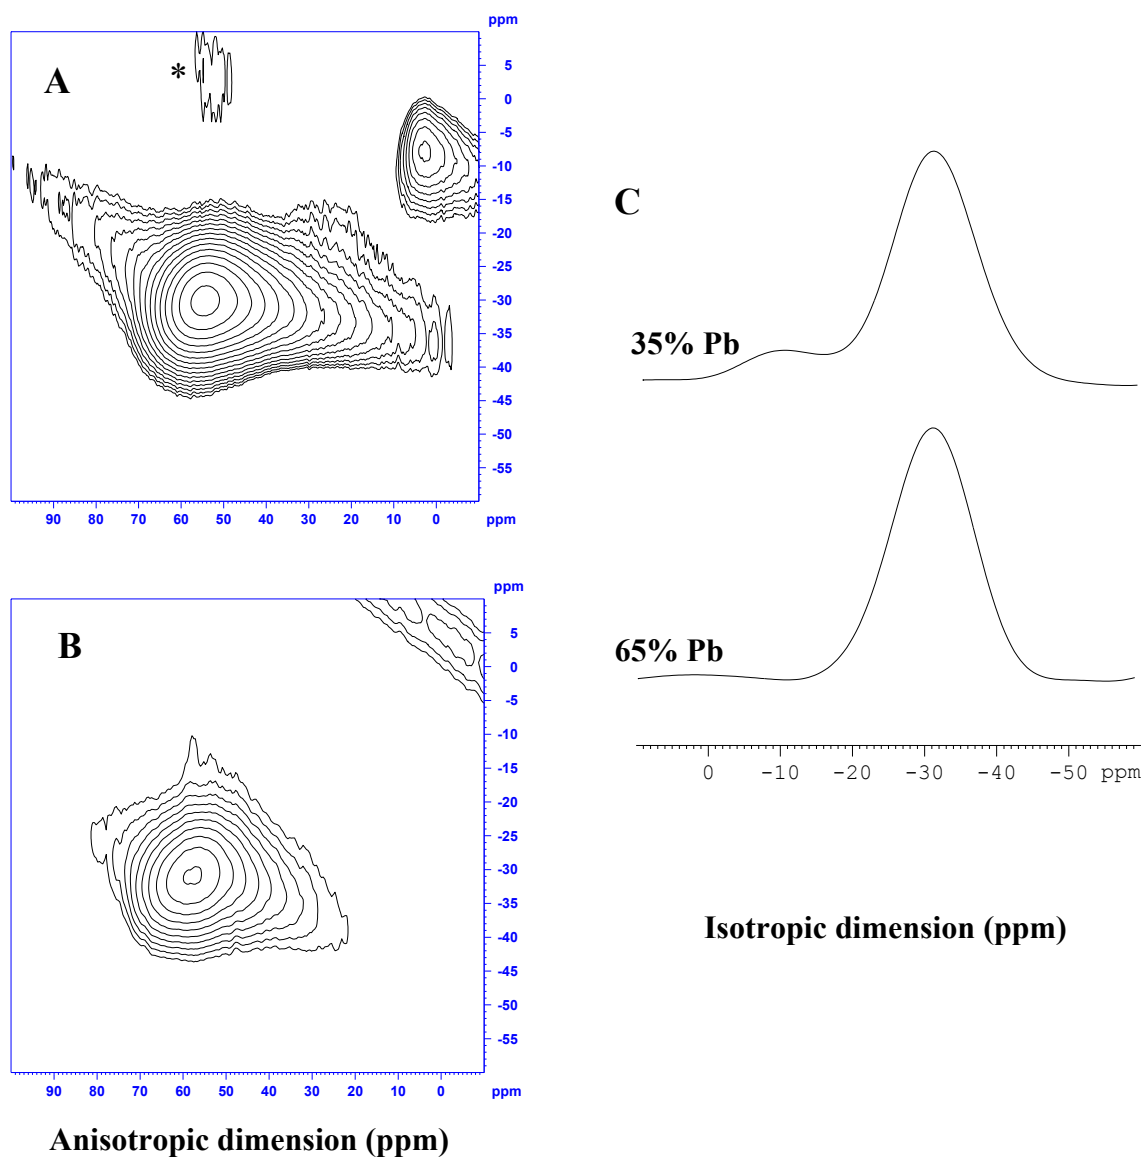 ppm
A
*
5
0
-5
-10
-15
-20
-25
-30
-35
-40
-45
-50
-55
90 80 70 60 50 40 30 20 10 0 ppm
ppm
B
5
0
-5
-10
-15
-20
-25
-30
-35
-40
-45
-50
-55
90 80 70 60 50 40 30 20 10 0 ppm
Anisotropic dimension (ppm)
C
35% Pb
65% Pb
0 -10 -20 -30 -40 -50 ppm
Isotropic dimension (ppm)